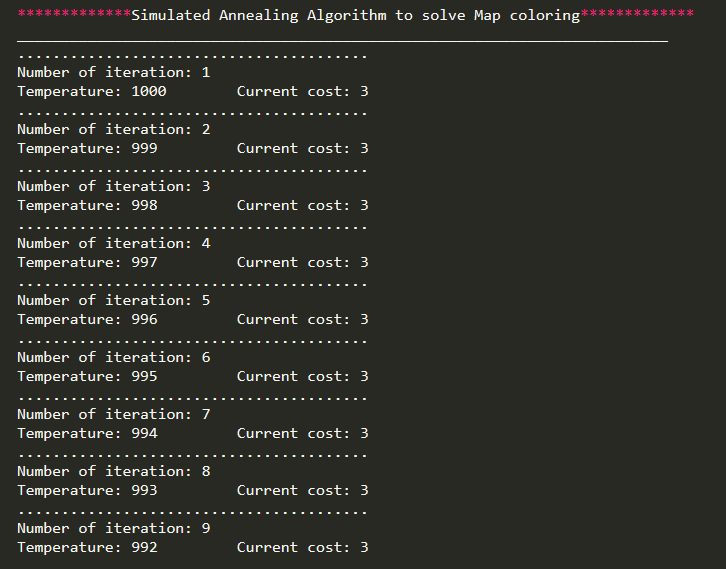 *************Simulated Annealing Algorithm to solve Map coloring*************
__________________________________________________________________________
........................................
Number of iteration: 1
Temperature: 1000        Current cost: 3
........................................
Number of iteration: 2
Temperature: 999         Current cost: 3
........................................
Number of iteration: 3
Temperature: 998         Current cost: 3
........................................
Number of iteration: 4
Temperature: 997         Current cost: 3
........................................
Number of iteration: 5
Temperature: 996         Current cost: 3
........................................
Number of iteration: 6
Temperature: 995         Current cost: 3
........................................
Number of iteration: 7
Temperature: 994         Current cost: 3
........................................
Number of iteration: 8
Temperature: 993         Current cost: 3
........................................
Number of iteration: 9
Temperature: 992         Current cost: 3